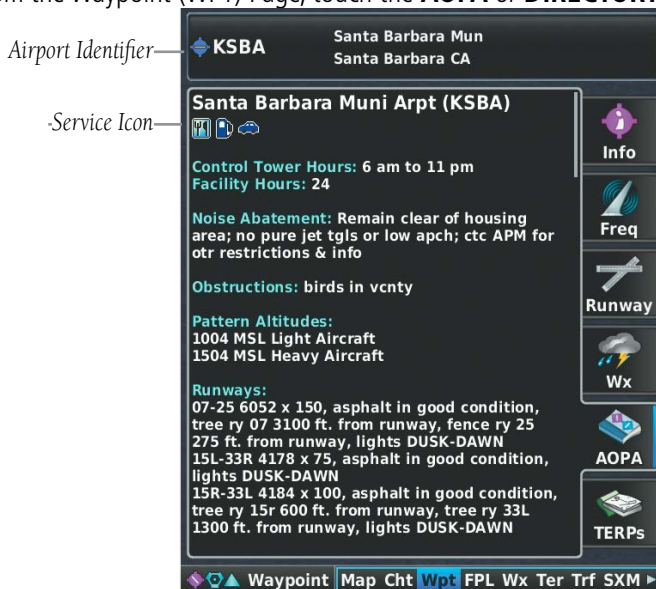 om the Waypoint (WPT) Page, touch the AOPA or DIRECTORY
Airport Identifier
KSBA
Santa Barbara Mun
Santa Barbara CA
Service Icon
Santa Barbara Muni Arpt (KSBA)
Control Tower Hours: 6 am to 11 pm
Facility Hours: 24
Noise Abatement: Remain clear of housing
area; no pure jet tgls or low apch; ctc APM for
otr restrictions & info
Obstructions: birds in vcnty
Pattern Altitudes:
1004 MSL Light Aircraft
1504 MSL Heavy Aircraft
Runways:
07-25 6052 x 150, asphalt in good condition,
tree ry 07 3100 ft. from runway, fence ry 25
275 ft. from runway, lights DUSK-DAWN
15L-33R 4178 x 75, asphalt in good condition,
lights DUSK-DAWN
15R-33L 4184 x 100, asphalt in good condition,
tree ry 15r 600 ft. from runway, tree ry 33L
1300 ft. from runway, lights DUSK-DAWN
Info
Freq
Runway
Wx
AOPA
TERPs
Waypoint Map Cht Wpt FPL Wx Ter Trf SXM